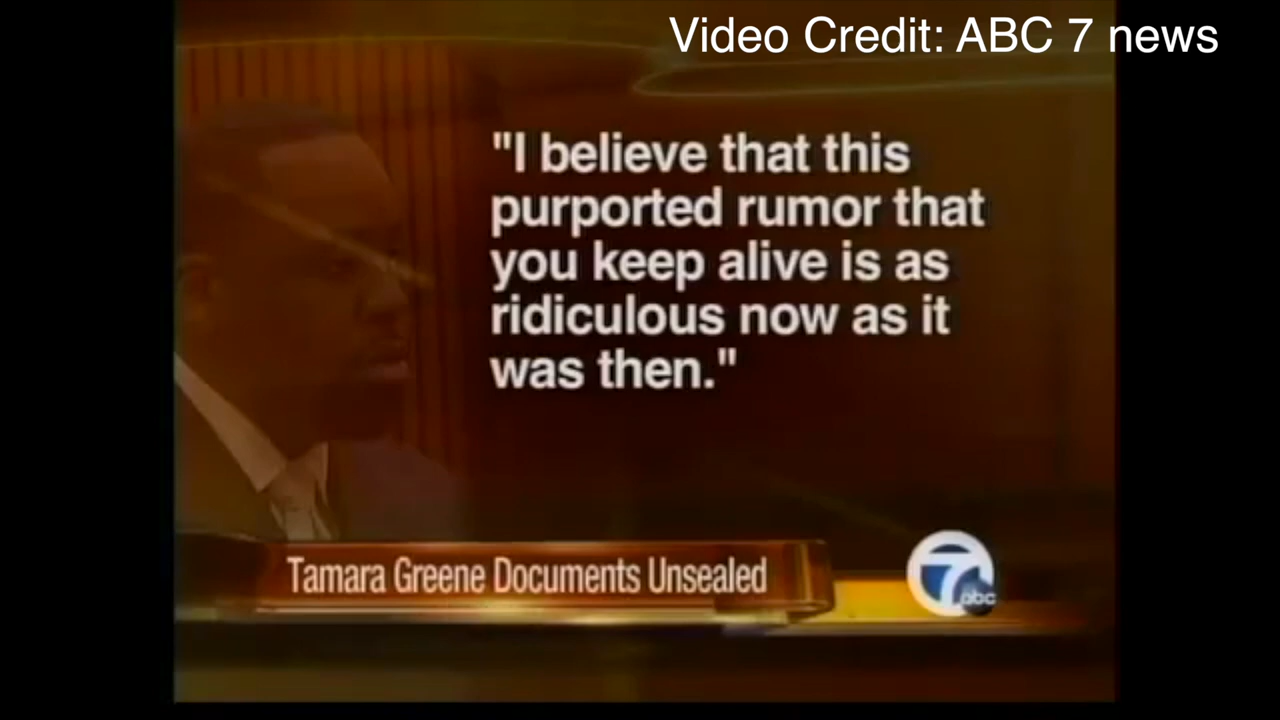 Video Credit: ABC 7 news
"I believe that this
purported rumor that
you keep alive is as
ridiculous now as it
was then."
Tamara Greene Documents Unsealed
7
abc